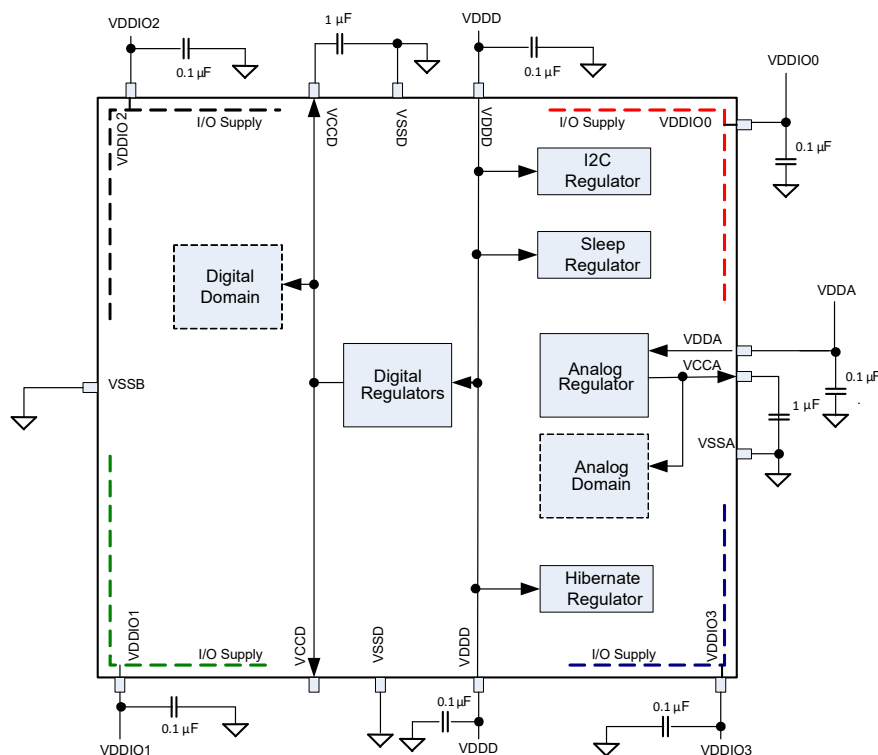 VDDIO2
1 µF
VDDD
0.1 µF
0.1 µF
VDDIO0
0.1 µF
I/O Supply
I/O Supply
VDDIO0
VDDIO 2
VCCD
VSSD
VDDD
I2C
Regulator
Sleep
Regulator
Digital
Domain
VDDA
VDDA
VCCA
Analog
Regulator
Digital
Regulators
VSSB
0.1 µF
1 µF
VSSA
Analog
Domain
Hibernate
Regulator
VDDIO1
VCCD
VSSD
VDDD
VDDIO3
I/O Supply
I/O Supply
0.1 µF
0.1 µF
0.1 µF
VDDIO1
VDDD
VDDIO3